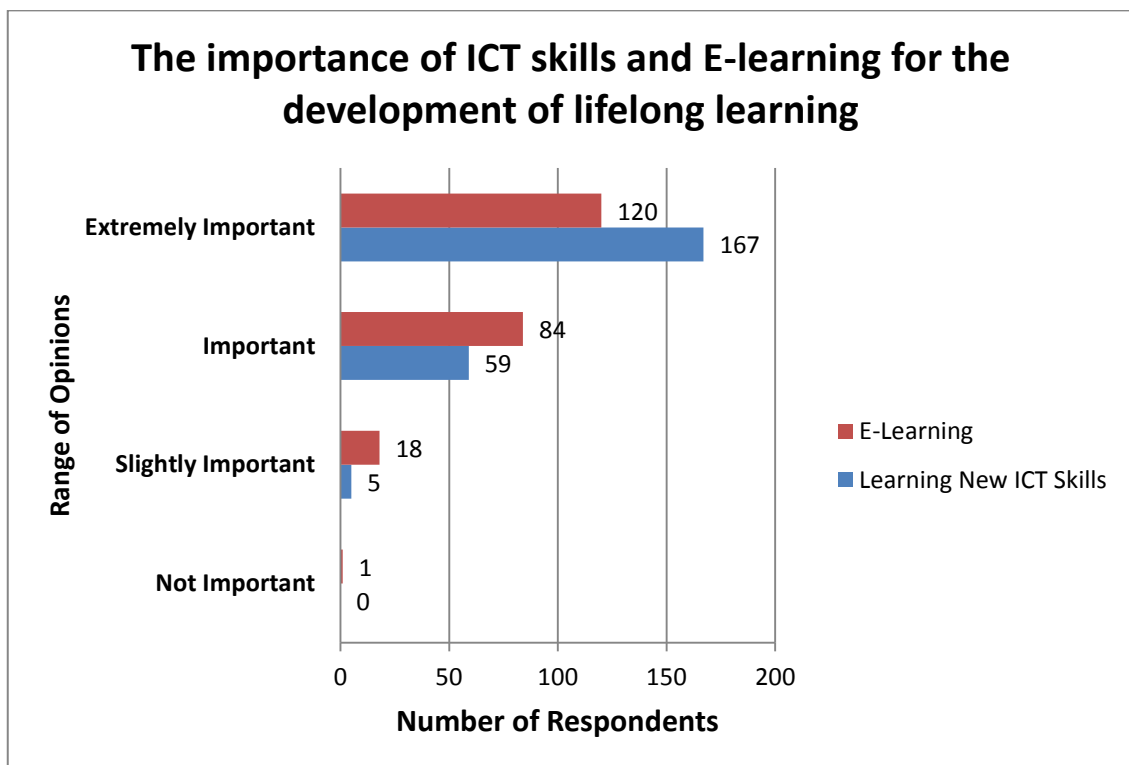 The importance of ICT skills and E-learning for the
development of lifelong learning
Range of Opinions
Extremely Important
120
167
Important
84
59
Slightly Important
18
5
Not Important
1
0
E-Learning
Learning New ICT Skills
0 50 100 150 200
Number of Respondents